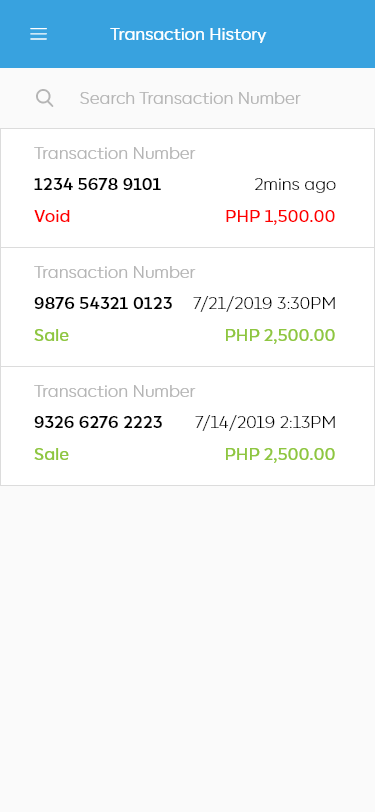 Transaction History
Search Transaction Number
Transaction Number
1234 5678 9101 2mins ago
Void PHP 1,500.00
Transaction Number
9876 54321 0123 7/21/2019 3:30PM
Sale PHP 2,500.00
Transaction Number
9326 6276 2223 7/14/2019 2:13PM
Sale PHP 2,500.00